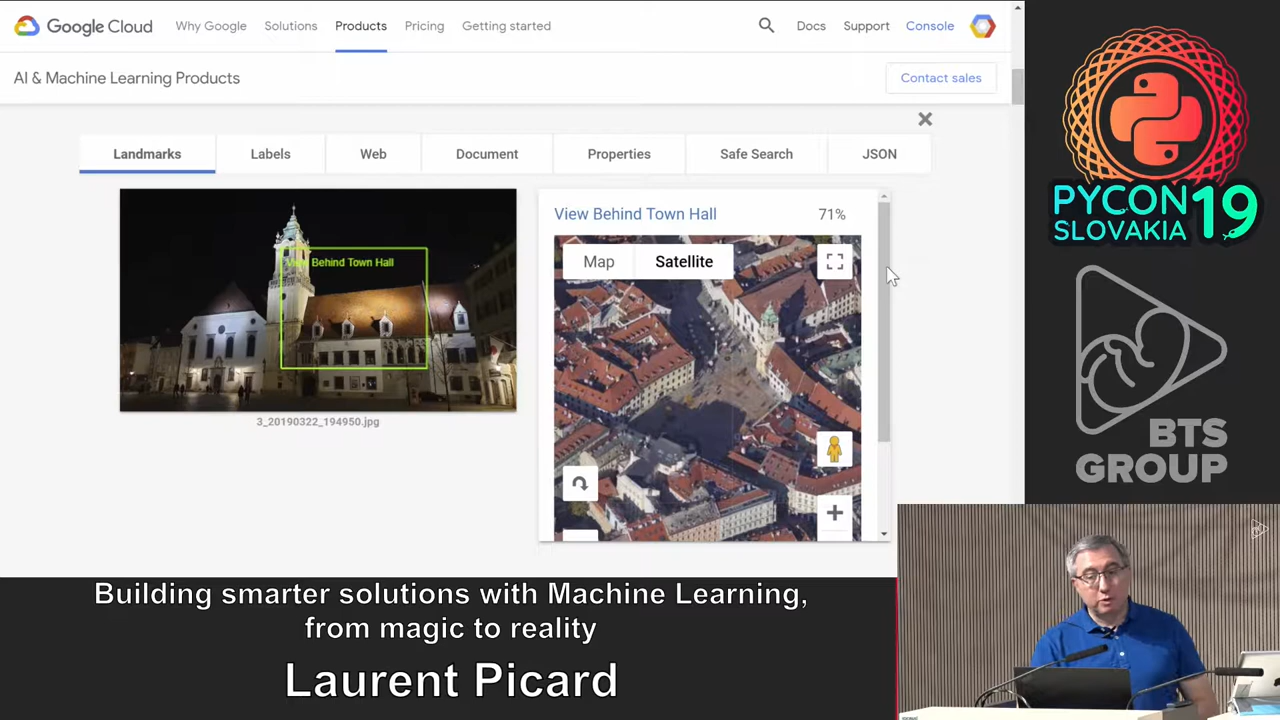 Google Cloud
Why Google
Solutions
Products
Pricing
Getting started
Docs
Support
Console
AI & Machine Learning Products
Contact sales
Landmarks
Labels
Web
Document
Properties
Safe Search
JSON
View Behind Town Hall
3_20190322_194950.jpg
View Behind Town Hall
71%
Map
Satellite
PYCON 19
SLOVAKIA
BTS
GROUP
Building smarter solutions with Machine Learning,
from magic to reality
Laurent Picard